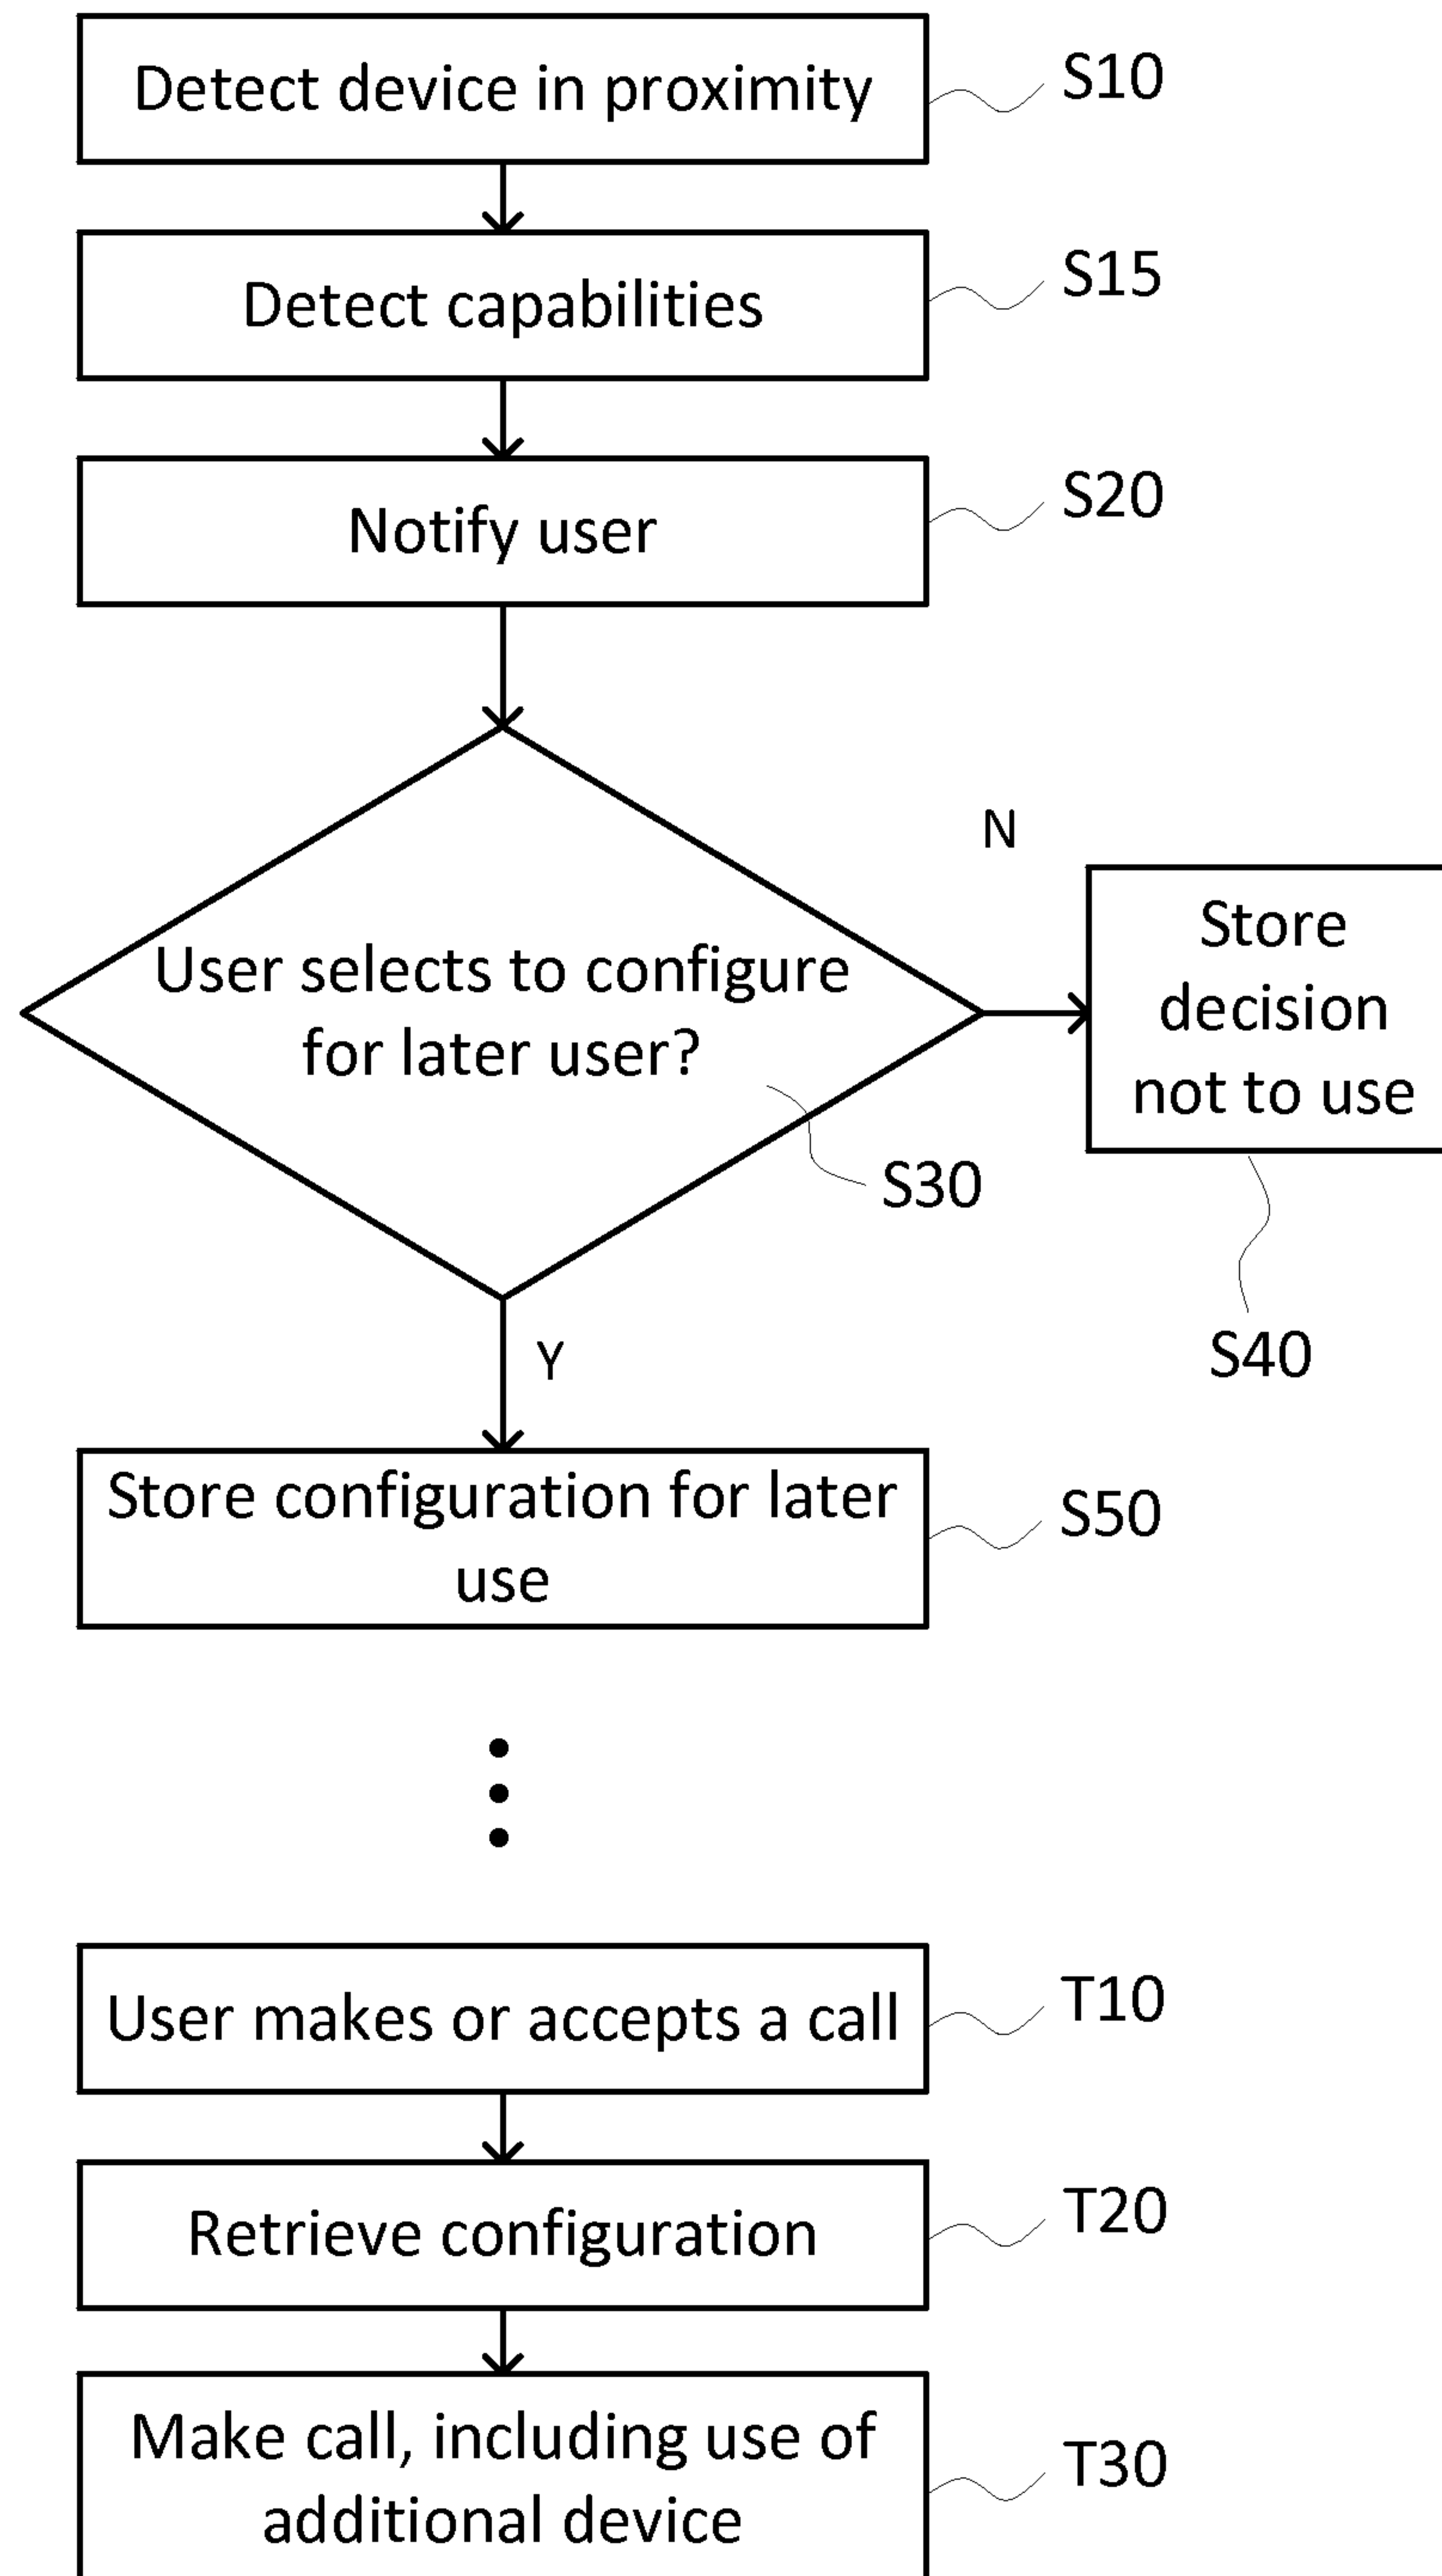 Detect device in proximity
S10
Detect capabilities
S15
Notify user
S20
N
User selects to configure
for later user?
S30
Store
decision
not to use
S40
Y
Store configuration for later
use
S50
User makes or accepts a call
T10
Retrieve configuration
T20
Make call, including use of
additional device
T30